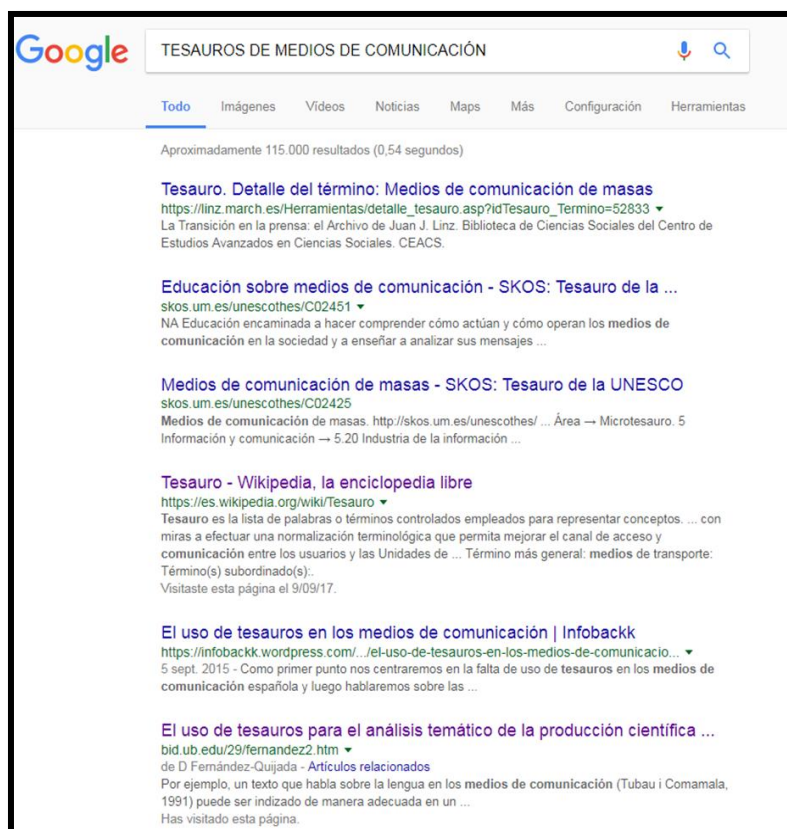 Google
TESAUROS DE MEDIOS DE COMUNICACIÓN
Todo Imágenes Vídeos Noticias Maps Más Configuración Herramientas
Aproximadamente 115.000 resultados (0,54 segundos)
Tesauro. Detalle del término: Medios de comunicación de masas
https://linz.march.es/Herramientas/detalle_tesauro.asp?idTesauro_Termino=52833
La Transición en la prensa: el Archivo de Juan J. Linz. Biblioteca de Ciencias Sociales del Centro de
Estudios Avanzados en Ciencias Sociales. CEACS.
Educación sobre medios de comunicación - SKOS: Tesauro de la ...
skos.um.es/unescothes/C02451
NA Educación encaminada a hacer comprender cómo actúan y cómo operan los medios de
comunicación en la sociedad y a enseñar a analizar sus mensajes ...
Medios de comunicación de masas - SKOS: Tesauro de la UNESCO
skos.um.es/unescothes/C02425
Medios de comunicación de masas. http://skos.um.es/unescothes/ ... Área → Microtesauro. 5
Información y comunicación → 5.20 Industria de la información ...
Tesauro - Wikipedia, la enciclopedia libre
https://es.wikipedia.org/wiki/Tesauro
Tesauro es la lista de palabras o términos controlados empleados para representar conceptos. ... con
miras a efectuar una normalización terminológica que permita mejorar el canal de acceso y
comunicación entre los usuarios y las Unidades de ... Término más general: medios de transporte:
Término(s) subordinado(s):.
Visitaste esta página el 9/09/17.
El uso de tesauros en los medios de comunicación | Infobackk
https://infobackk.wordpress.com/.../el-uso-de-tesauros-en-los-medios-de-comunicacio...
5 sept. 2015 - Como primer punto nos centraremos en la falta de uso de tesauros en los medios de
comunicación española y luego hablaremos sobre las ...
El uso de tesauros para el análisis temático de la producción científica ...
bid.ub.edu/29/fernandez2.htm
de D Fernández-Quijada - Artículos relacionados
Por ejemplo, un texto que habla sobre la lengua en los medios de comunicación (Tubau i Comamala,
1991) puede ser indizado de manera adecuada en un ...
Has visitado esta página.